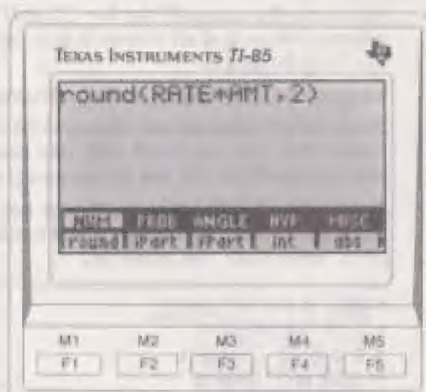 TEXAS INSTRUMENTS TI-85
round(RATE*AMT,2)
NUM PROB ANGLE HYP MISC
round iPart fPart int abs
M1 M2 M3 M4 M5
F1 F2 F3 F4 F5